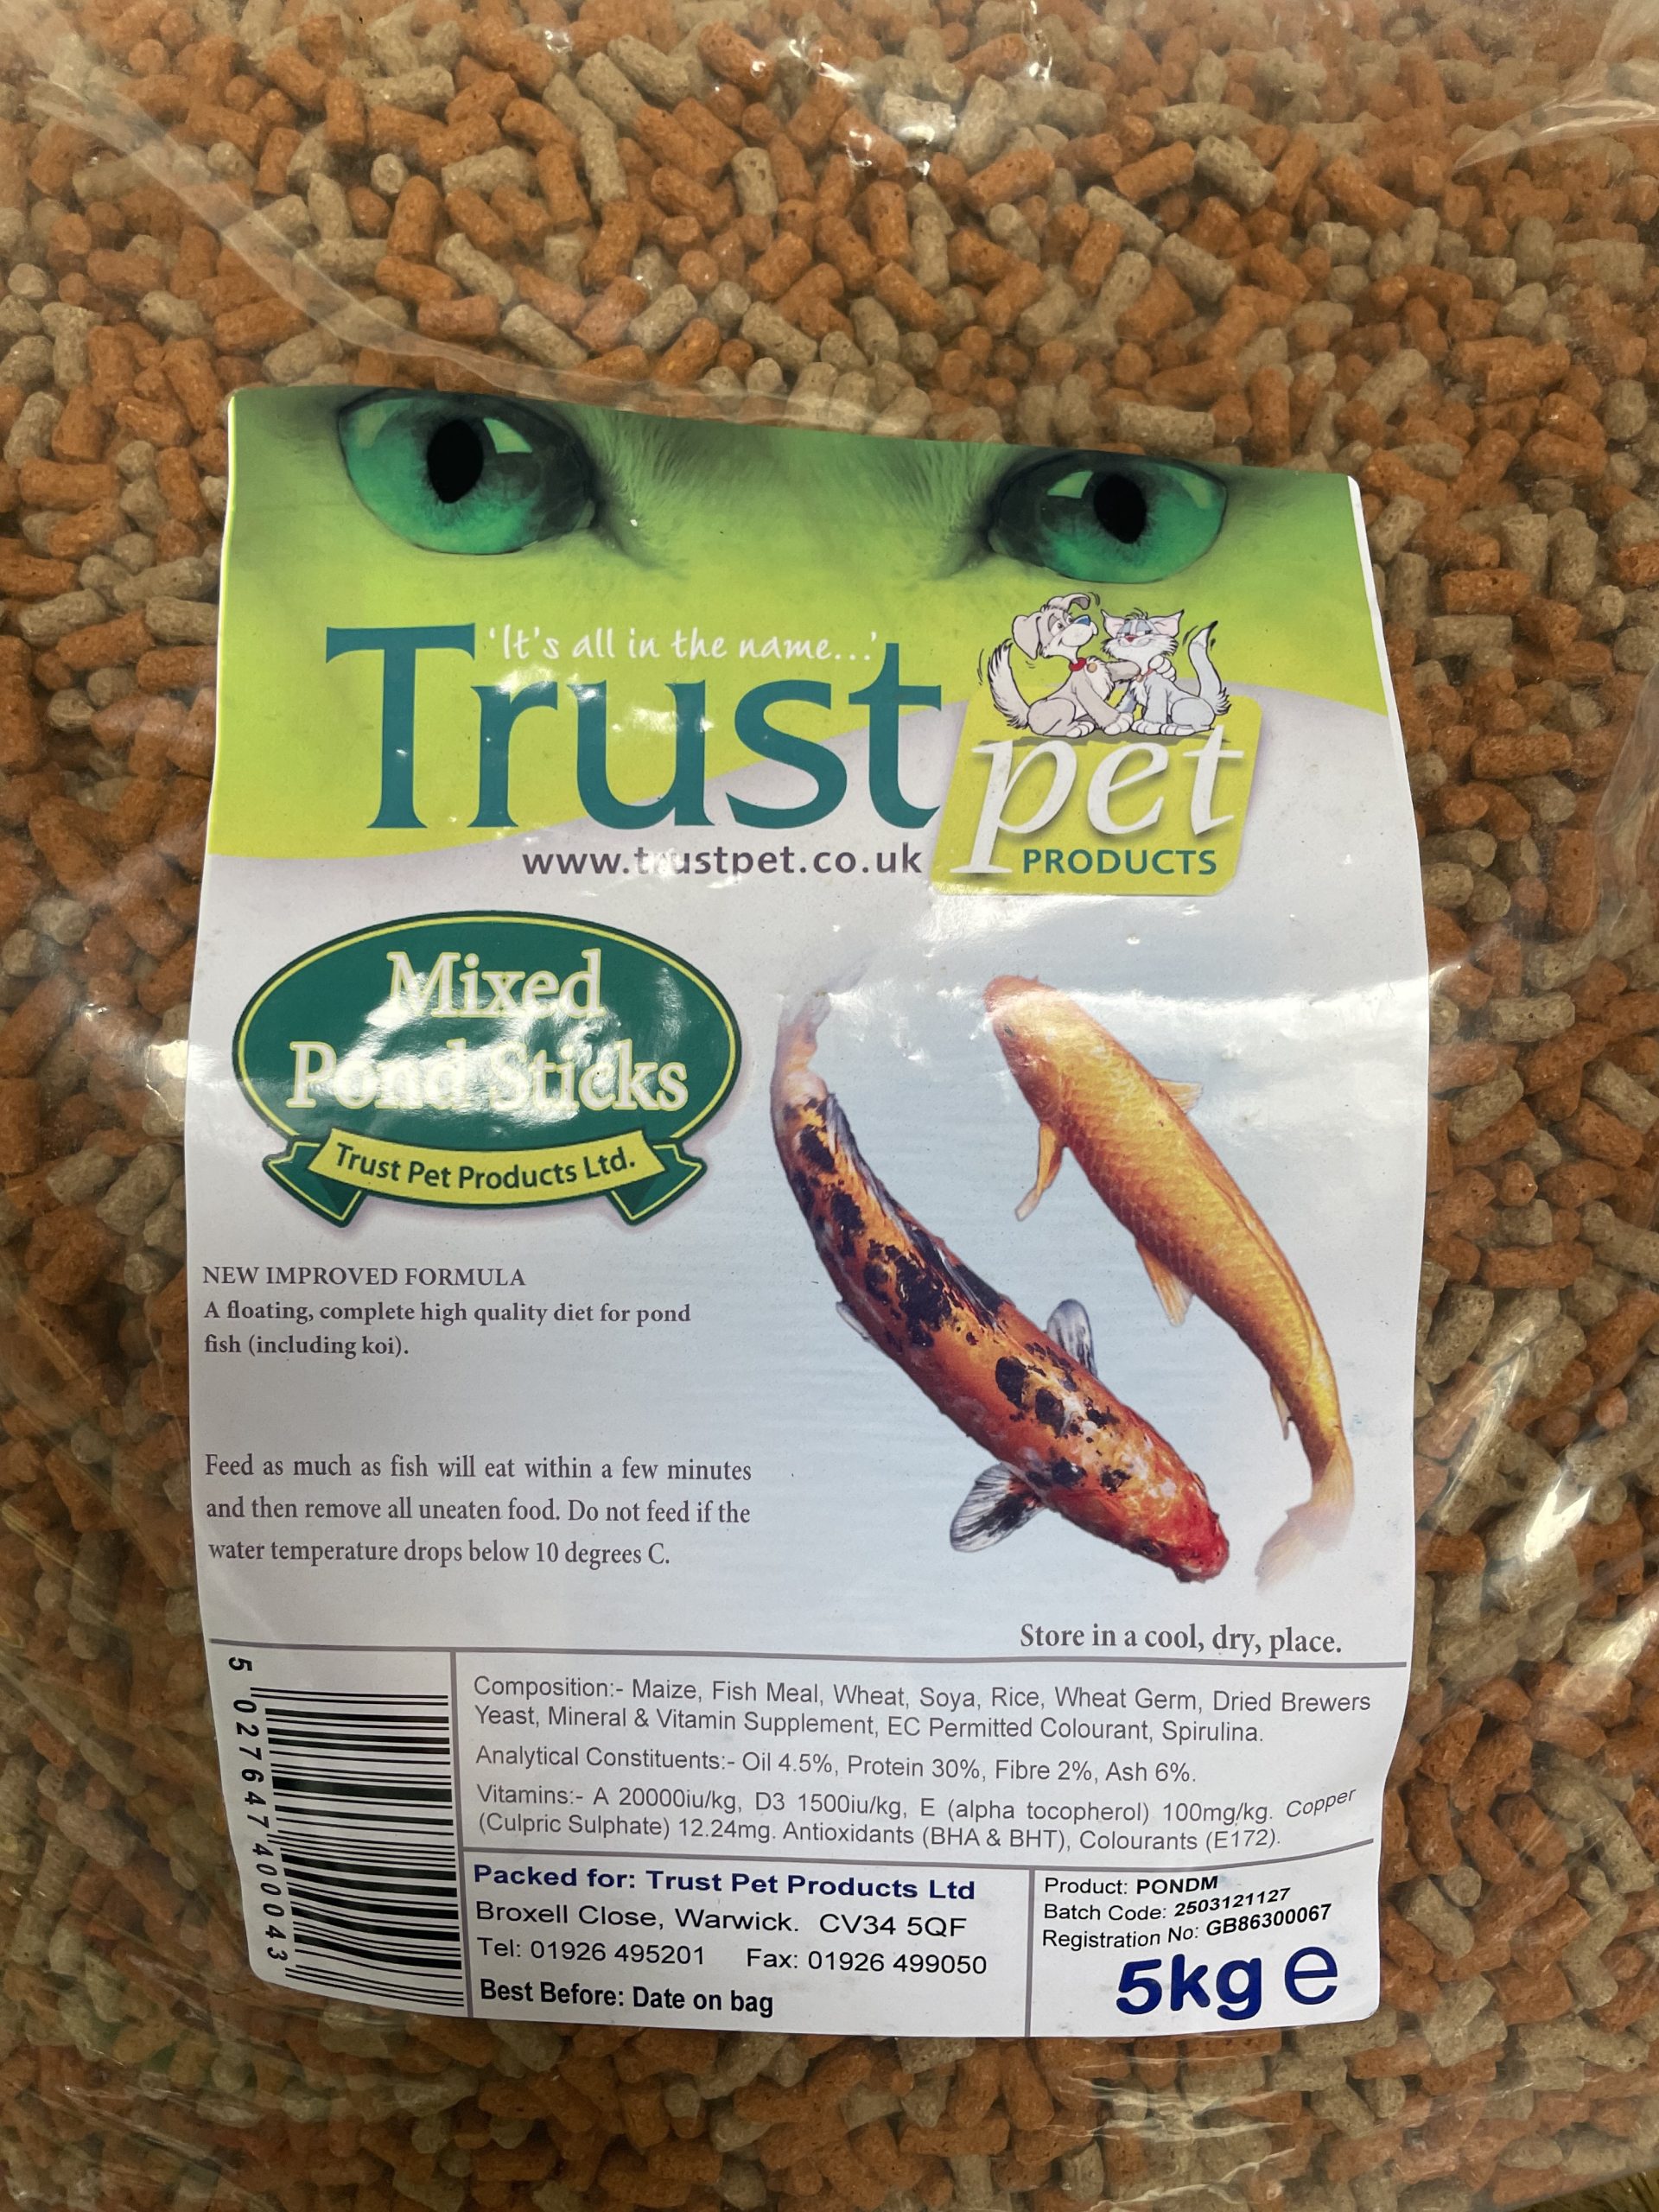 'It's all in the name...'
Trust
pet
PRODUCTS
www.trustpet.co.uk
Mixed
Pond Sticks
Trust Pet Products Ltd.
NEW IMPROVED FORMULA
A floating, complete high quality diet for pond
fish (including koi).
Feed as much as fish will eat within a few minutes
and then remove all uneaten food. Do not feed if the
water temperature drops below 10 degrees C.
Store in a cool, dry, place.
5 027647 400043
Composition:- Maize, Fish Meal, Wheat, Soya, Rice, Wheat Germ, Dried Brewers
Yeast, Mineral & Vitamin Supplement, EC Permitted Colourant, Spirulina.
Analytical Constituents:- Oil 4.5%, Protein 30%, Fibre 2%, Ash 6%.
Vitamins:- A 20000iu/kg, D3 1500iu/kg, E (alpha tocopherol) 100mg/kg. Copper
(Culpric Sulphate) 12.24mg. Antioxidants (BHA & BHT), Colourants (E172).
Packed for: Trust Pet Products Ltd
Broxell Close, Warwick. CV34 5QF
Tel: 01926 495201 Fax: 01926 499050
Best Before: Date on bag
Product: PONDM
Batch Code: 2503121127
Registration No: GB86300067
5kg e